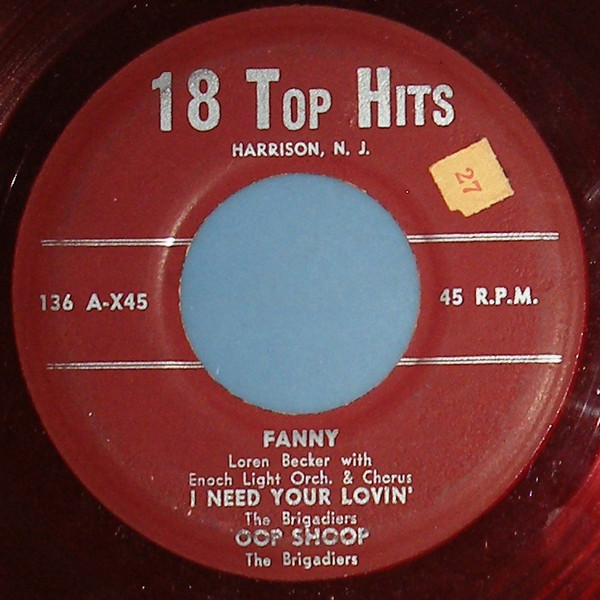 18 TOP HITS
HARRISON, N. J.
27
136 A-X45
45 R.P.M.
FANNY
Loren Becker with
Enoch Light Orch. & Chorus
I NEED YOUR LOVIN'
The Brigadiers
OOP SHOOP
The Brigadiers